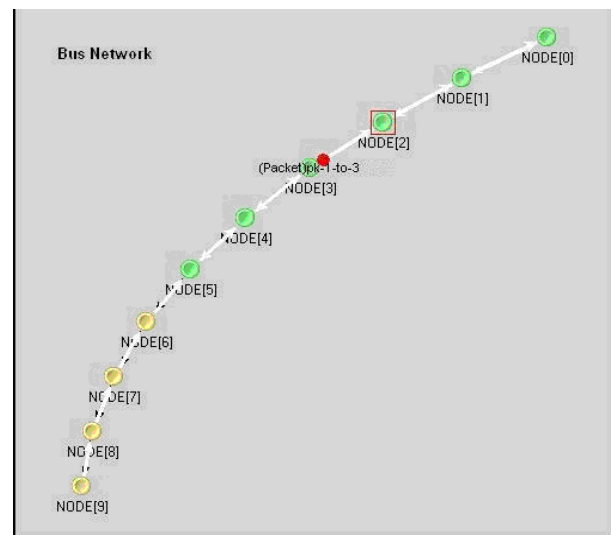 Bus Network
NODE[0]
NODE[1]
NODE[2]
(Packet)pk-1-to-3
NODE[3]
NODE[4]
NODE[5]
NODE[6]
NODE[7]
NODE[8]
NODE[9]